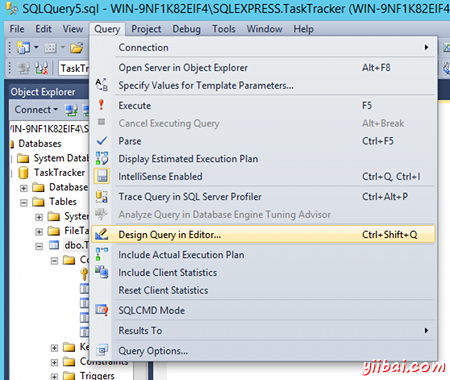 SQLQuery5.sql - WIN-9NF1K82EIF4\SQLEXPRESS.TaskTracker (WIN-9NF1K82EIF4\
File Edit View Query Project Debug Tools Window Help
TaskTr
Object Explorer
Connect
WIN-9NF1K82EIF4\S
Databases
System Datab
TaskTracker
Database
Tables
Syste
FileTa
dbo.T
Co
Ke
Constraints
Triggers
Connection
Open Server in Object Explorer Alt+F8
Specify Values for Template Parameters...
Execute F5
Cancel Executing Query Alt+Break
Parse Ctrl+F5
Display Estimated Execution Plan
IntelliSense Enabled Ctrl+Q, Ctrl+I
Trace Query in SQL Server Profiler Ctrl+Alt+P
Analyze Query in Database Engine Tuning Advisor
Design Query in Editor... Ctrl+Shift+Q
Include Actual Execution Plan
Include Client Statistics
Reset Client Statistics
SQLCMD Mode
Results To
Query Options...
yiibai.com